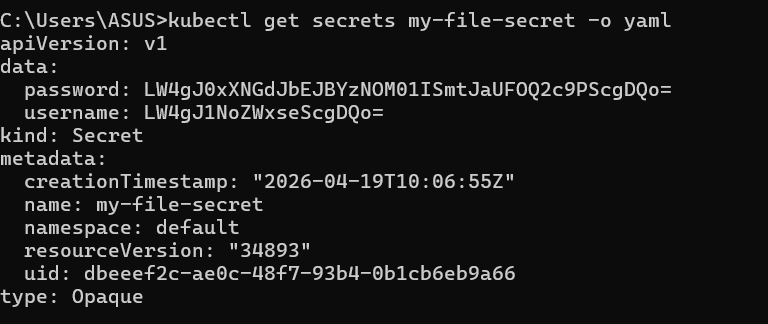 C:\Users\ASUS>kubectl get secrets my-file-secret -o yaml
apiVersion: v1
data:
  password: LW4gJ0xXNGdJbEJBYzNOM01ISmtJaUFOQ2c9PScgDQo=
  username: LW4gJ1NoZWxseScgDQo=
kind: Secret
metadata:
  creationTimestamp: "2026-04-19T10:06:55Z"
  name: my-file-secret
  namespace: default
  resourceVersion: "34893"
  uid: dbeeef2c-ae0c-48f7-93b4-0b1cb6eb9a66
type: Opaque